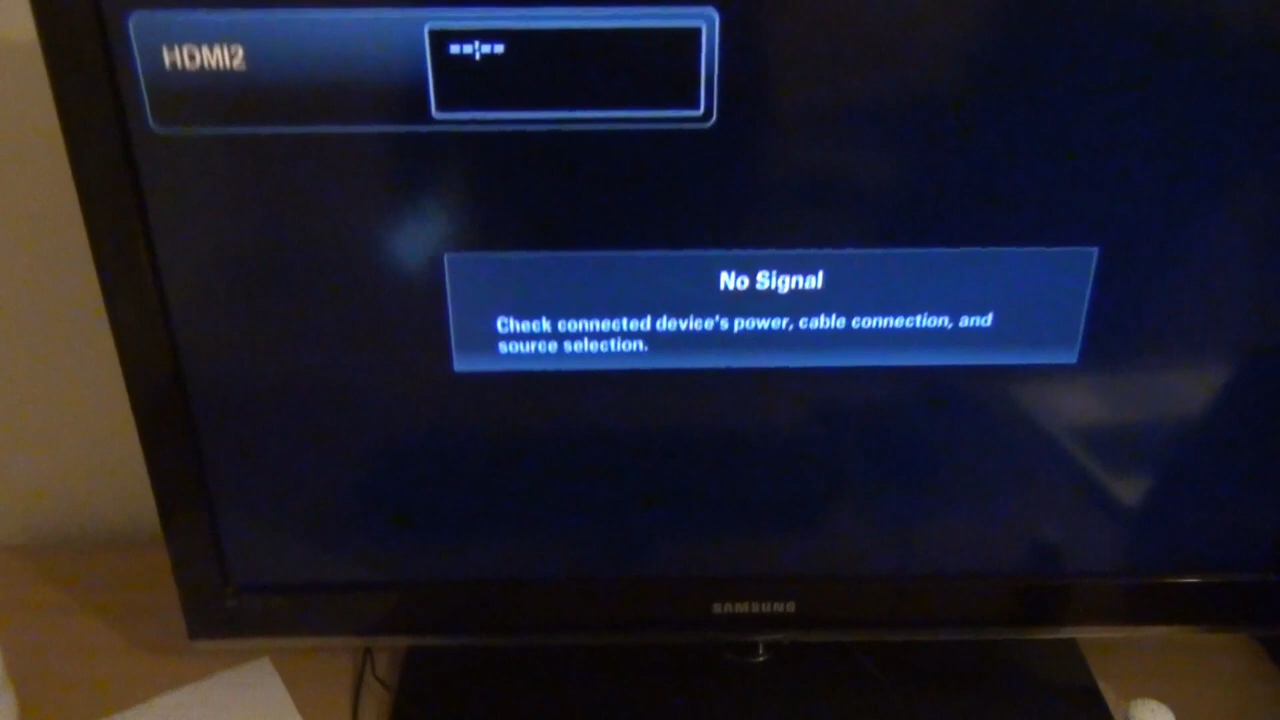 HDMI2
--:--
No Signal
Check connected device's power, cable connection, and
source selection.
SAMSUNG